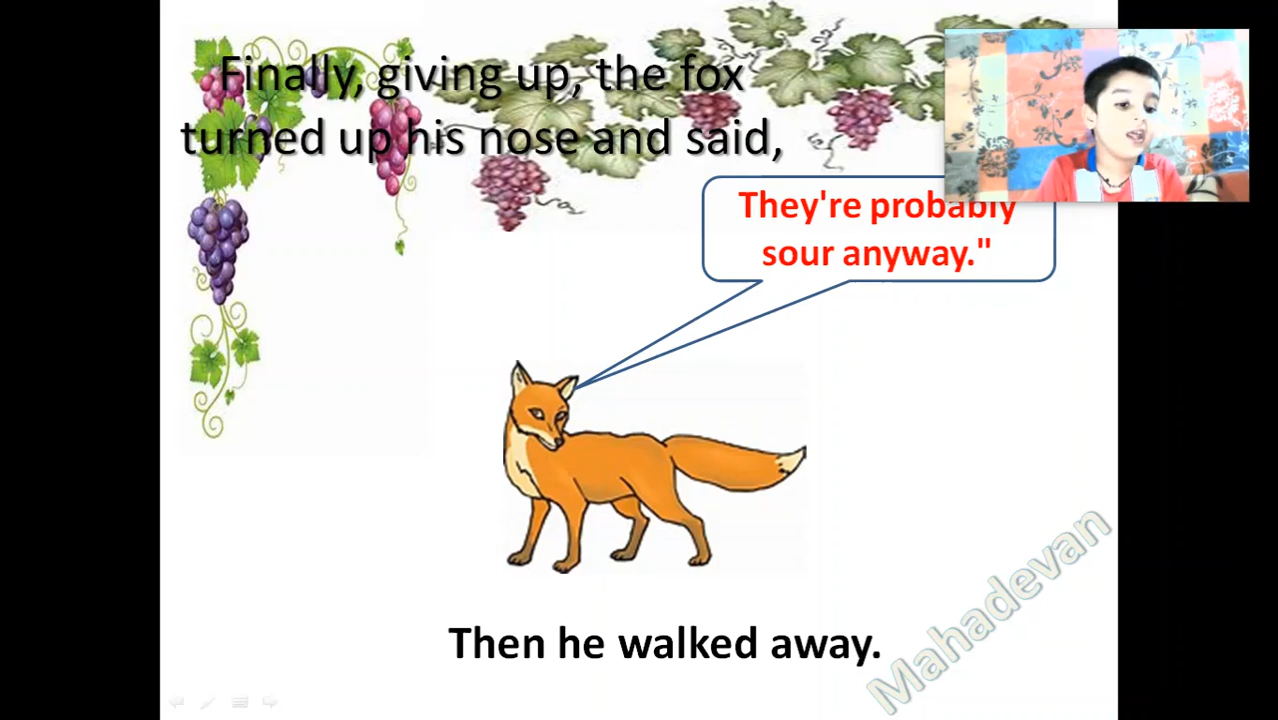 Finally, giving up, the fox
turned up his nose and said,
They're probably
sour anyway."
Then he walked away.
Mahadevan